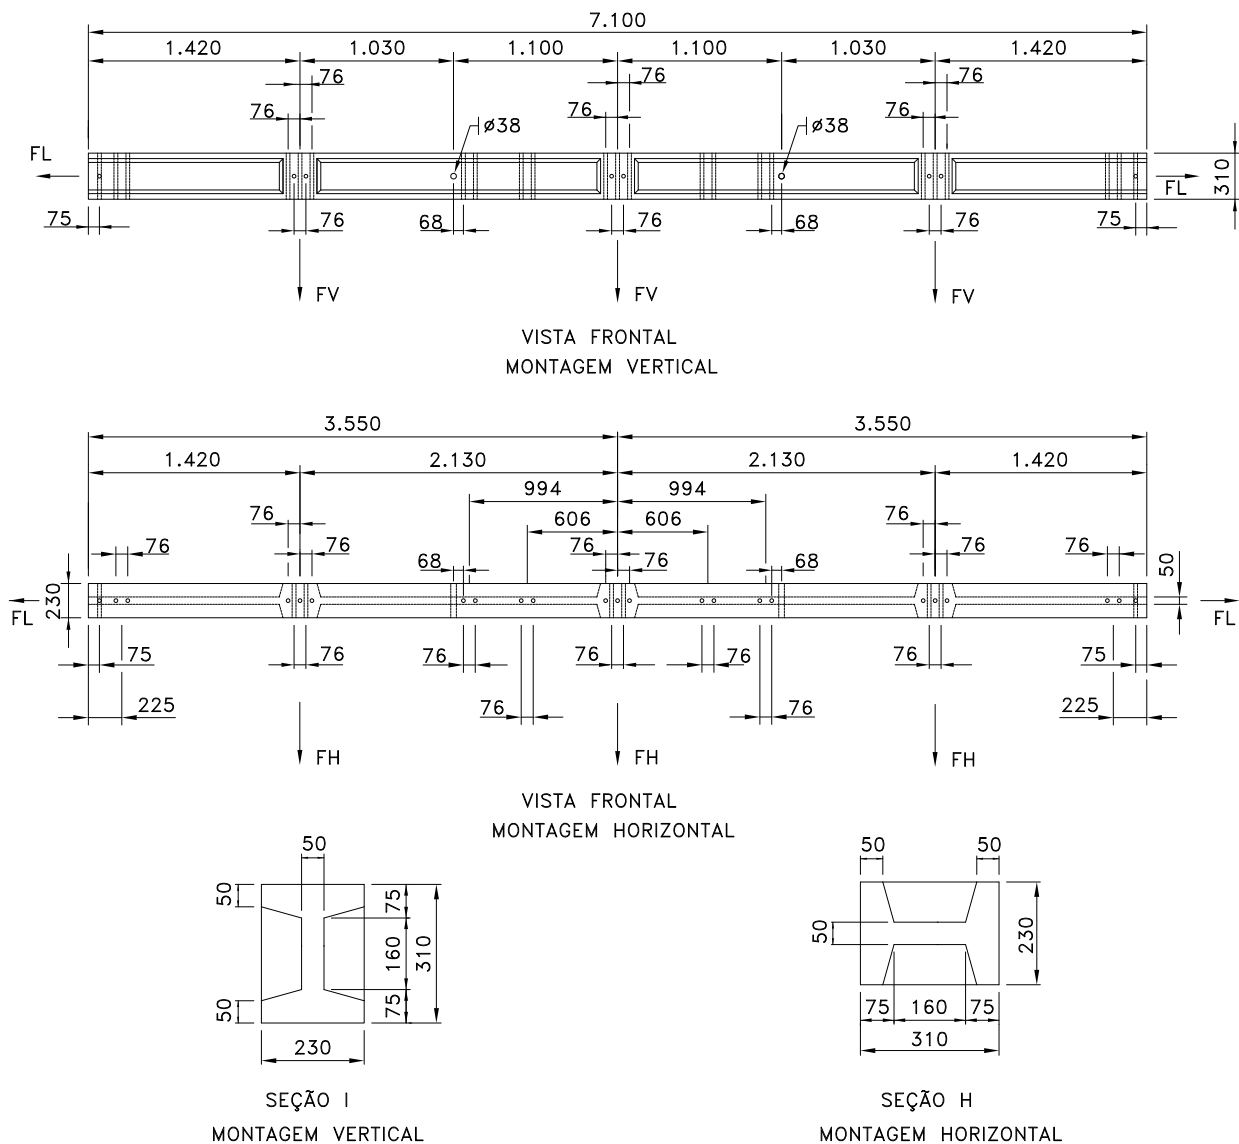 7.100
1.420 1.030 1.100 1.100 1.030 1.420
76 76 76
76 76 76
ø38 ø38
FL
310
FL
75 76 68 76 68 76 75
FV FV FV
VISTA FRONTAL
MONTAGEM VERTICAL
3.550 3.550
1.420 2.130 2.130 1.420
994 994
76 606 606 76
76 76 76 76 76 76
68 76 68 50
230
FL FL
75 76 76 76 76 76 76 75
225 76 76 225
FH FH FH
VISTA FRONTAL
MONTAGEM HORIZONTAL
50 50 50
50 75
160 310 50 230
50 75
75 160 75
230 310
SEÇÃO I SEÇÃO H
MONTAGEM VERTICAL MONTAGEM HORIZONTAL